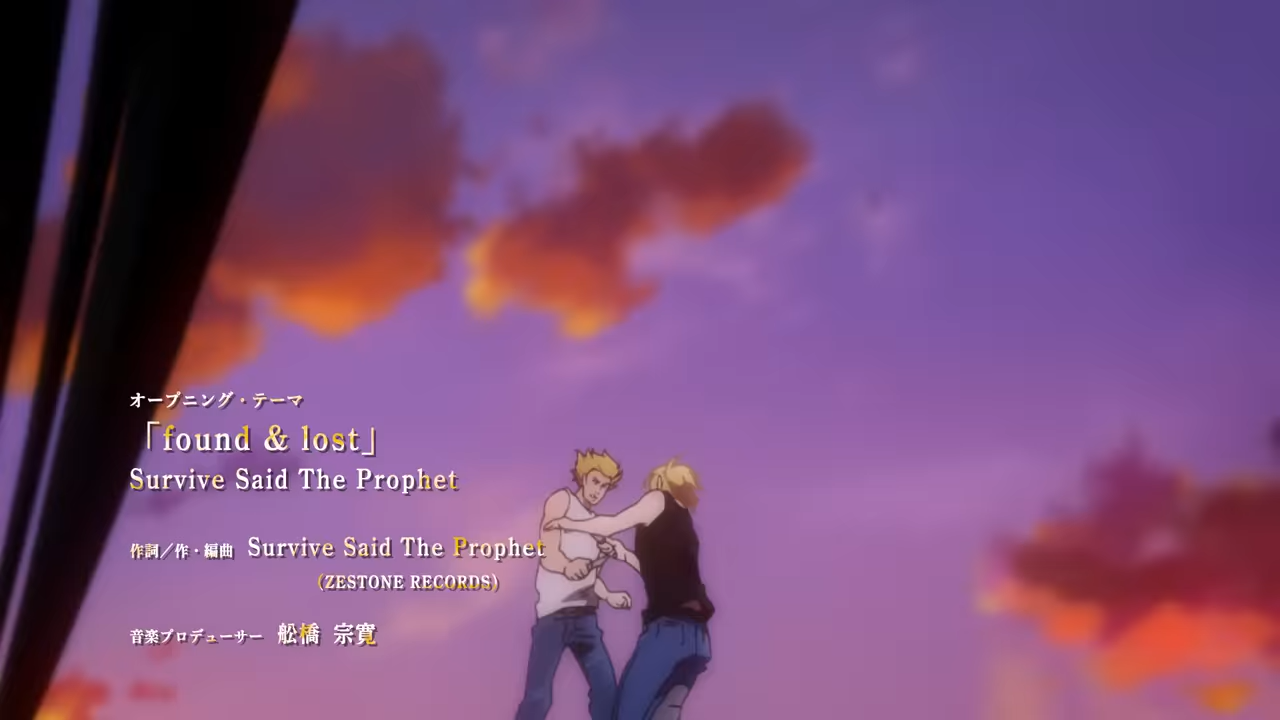 オープニング・テーマ
「found & lost」
Survive Said The Prophet
作詞／作・編曲 Survive Said The Prophet
(ZESTONE RECORDS)
音楽プロデューサー 舩橋 宗寛